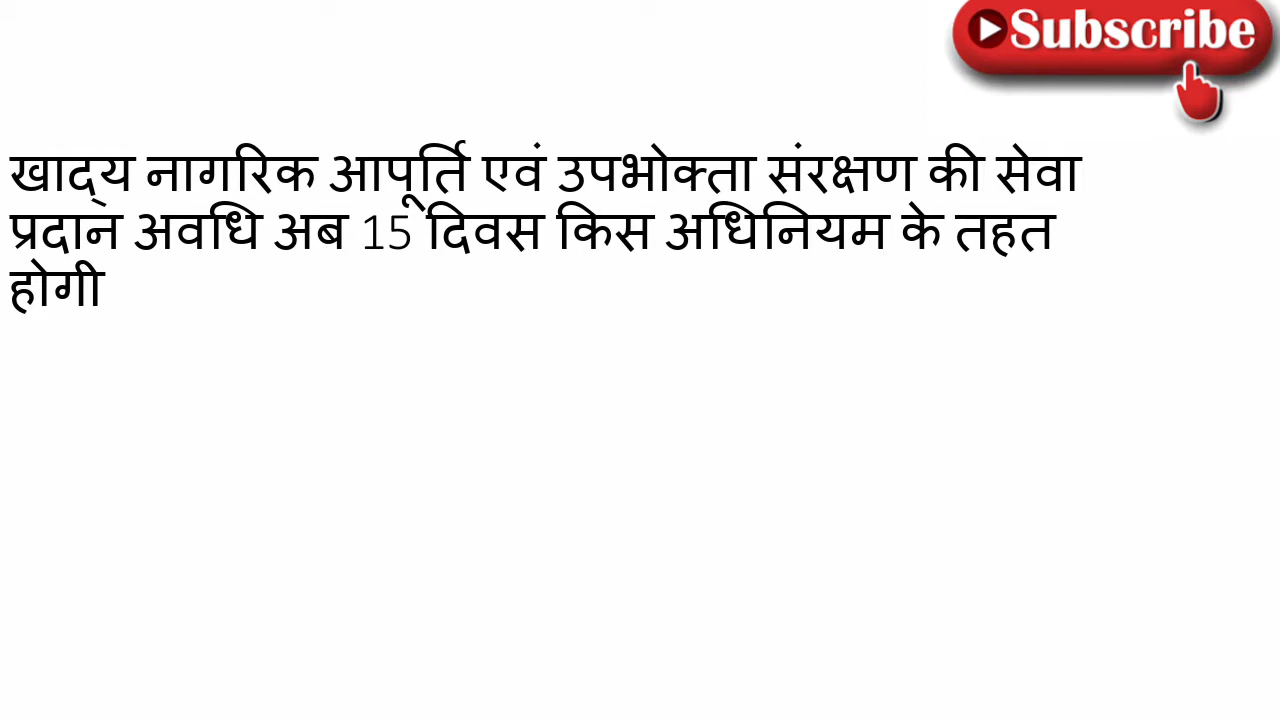 Subscribe
खाद्य नागरिक आपूर्ति एवं उपभोक्ता संरक्षण की सेवा
प्रदान अवधि अब 15 दिवस किस अधिनियम के तहत
होगी